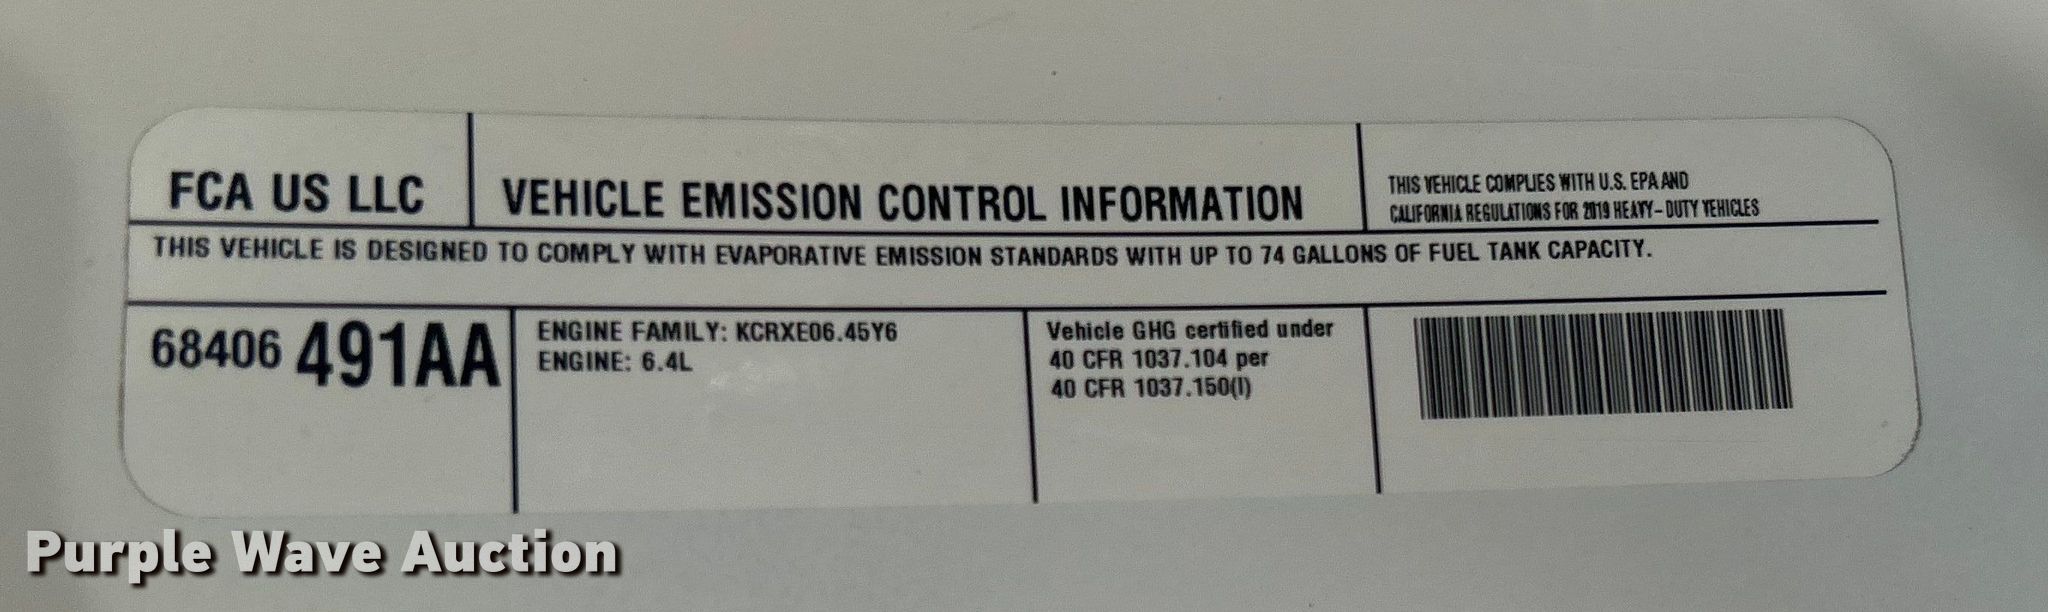 FCA US LLC
VEHICLE EMISSION CONTROL INFORMATION
THIS VEHICLE COMPLIES WITH U.S. EPA AND
CALIFORNIA REGULATIONS FOR 2019 HEAVY-DUTY VEHICLES
THIS VEHICLE IS DESIGNED TO COMPLY WITH EVAPORATIVE EMISSION STANDARDS WITH UP TO 74 GALLONS OF FUEL TANK CAPACITY.
68406 491AA
ENGINE FAMILY: KCRXE06.45Y6
ENGINE: 6.4L
Vehicle GHG certified under
40 CFR 1037.104 per
40 CFR 1037.150(l)
Purple Wave Auction